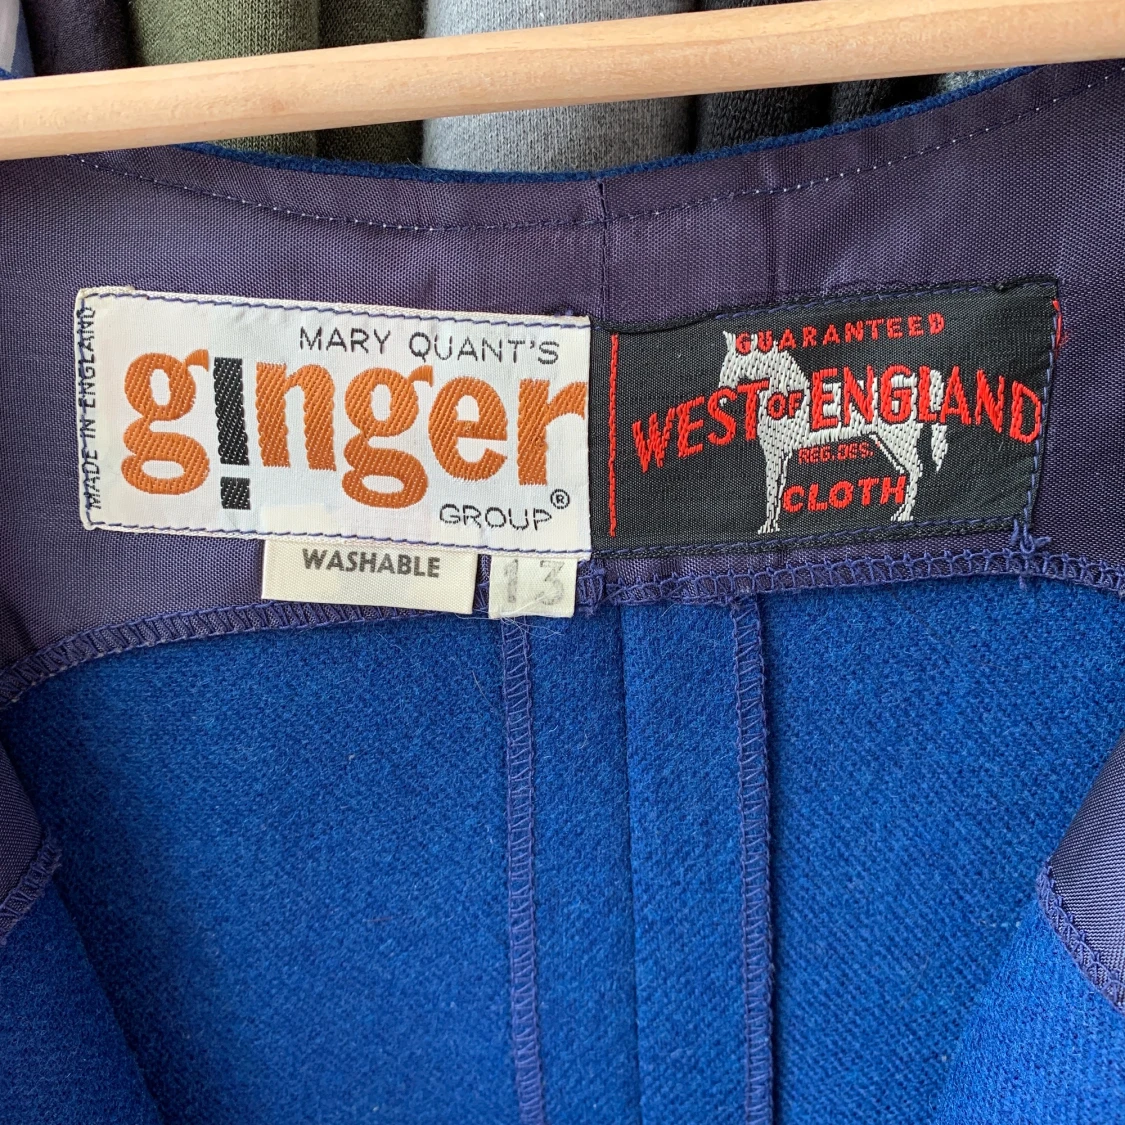 MADE IN ENGLAND
MARY QUANT'S
g!nger
GROUP®
WASHABLE
13
GUARANTEED
WEST OF ENGLAND
REG. DES.
CLOTH